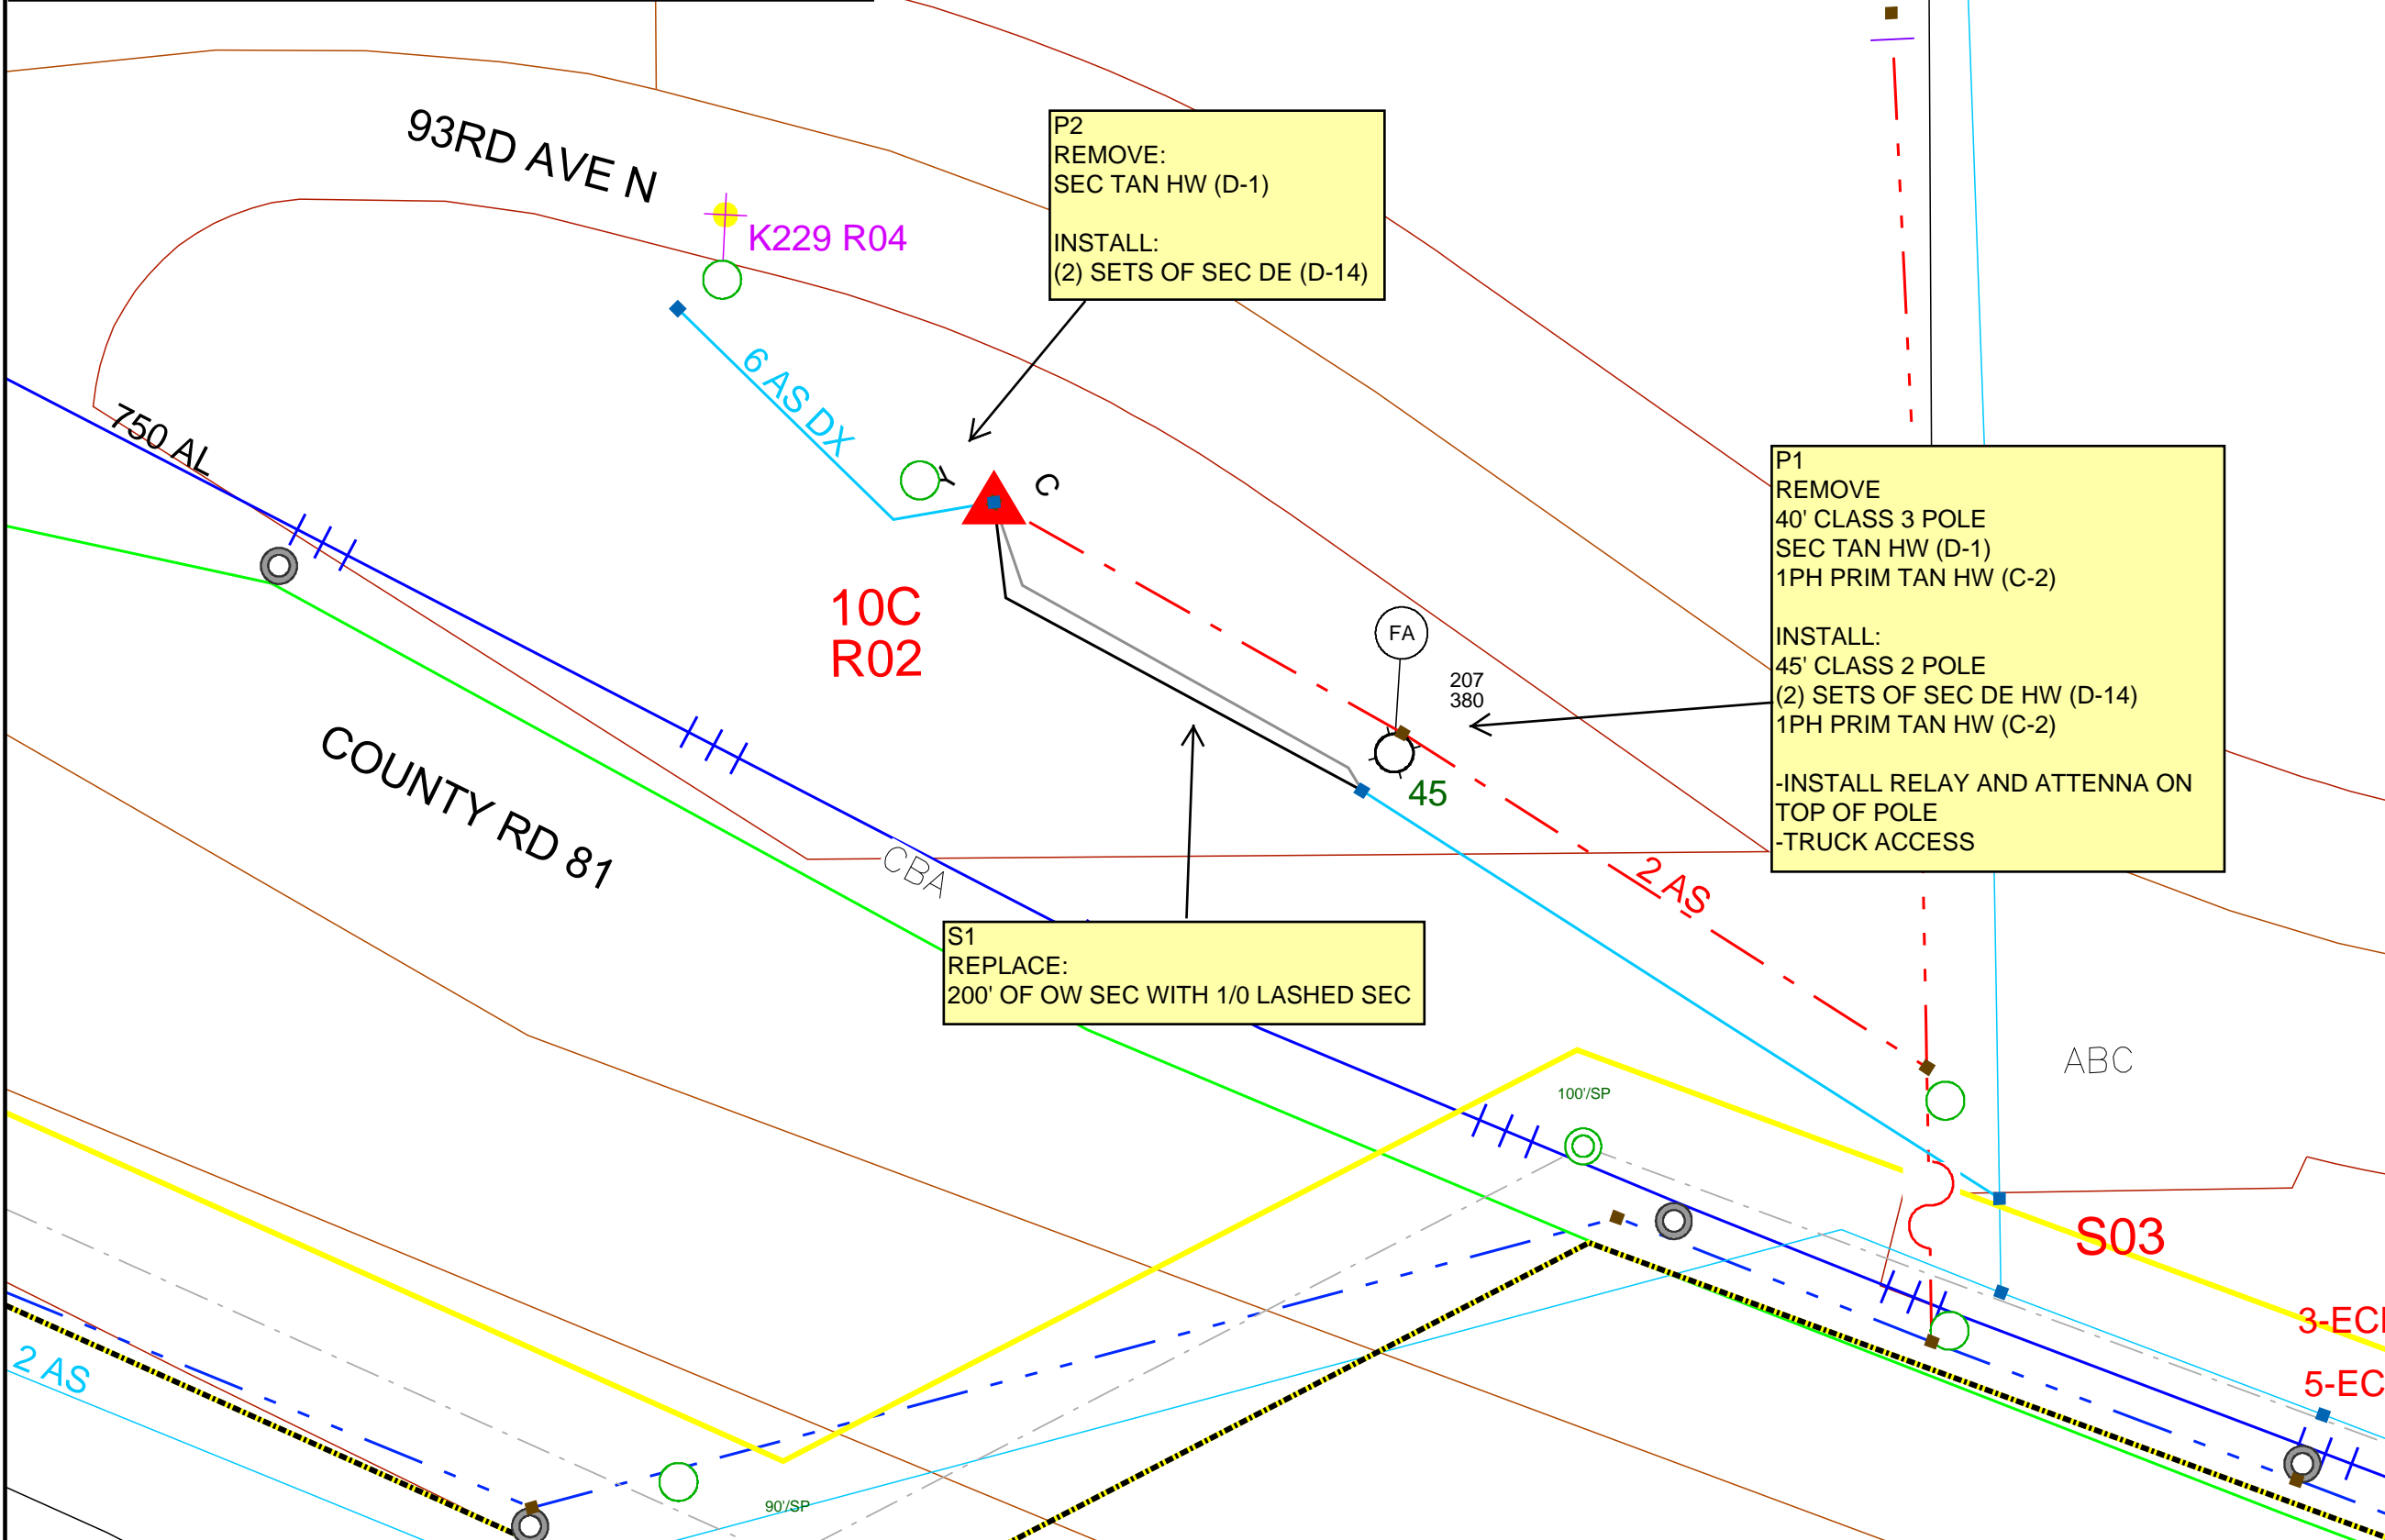 93RD AVE N
K229 R04
P2
REMOVE:
SEC TAN HW (D-1)
INSTALL:
(2) SETS OF SEC DE (D-14)
6 AS DX
750 AL
Y
C
10C
R02
FA
207
380
45
P1
REMOVE
40' CLASS 3 POLE
SEC TAN HW (D-1)
1PH PRIM TAN HW (C-2)
INSTALL:
45' CLASS 2 POLE
(2) SETS OF SEC DE HW (D-14)
1PH PRIM TAN HW (C-2)
-INSTALL RELAY AND ATTENNA ON
TOP OF POLE
-TRUCK ACCESS
COUNTY RD 81
CBA
2 AS
S1
REPLACE:
200' OF OW SEC WITH 1/0 LASHED SEC
ABC
100'/SP
S03
3-EC
5-EC
2 AS
90'/SP